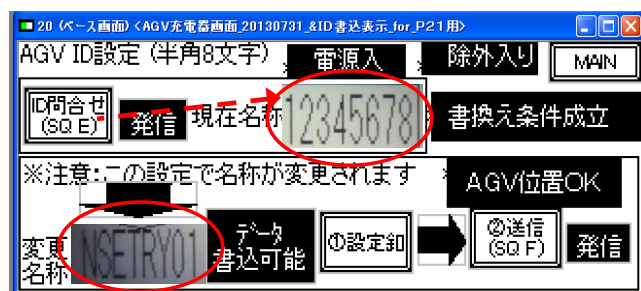 20 (ベース画面) <AGV充電器画面_20130731_&ID書込表示_for_P21用>
AGV ID設定 (半角8文字) * 電源入 * 除外入り MAIN
ID問合せ (SQ E) 発信 現在名称 12345678 書換え条件成立
※注意:この設定で名称が変更されます * AGV位置OK
変更名称 NSETRY01 データ書込可能 ①設定釦 ②送信 (SQ F) 発信